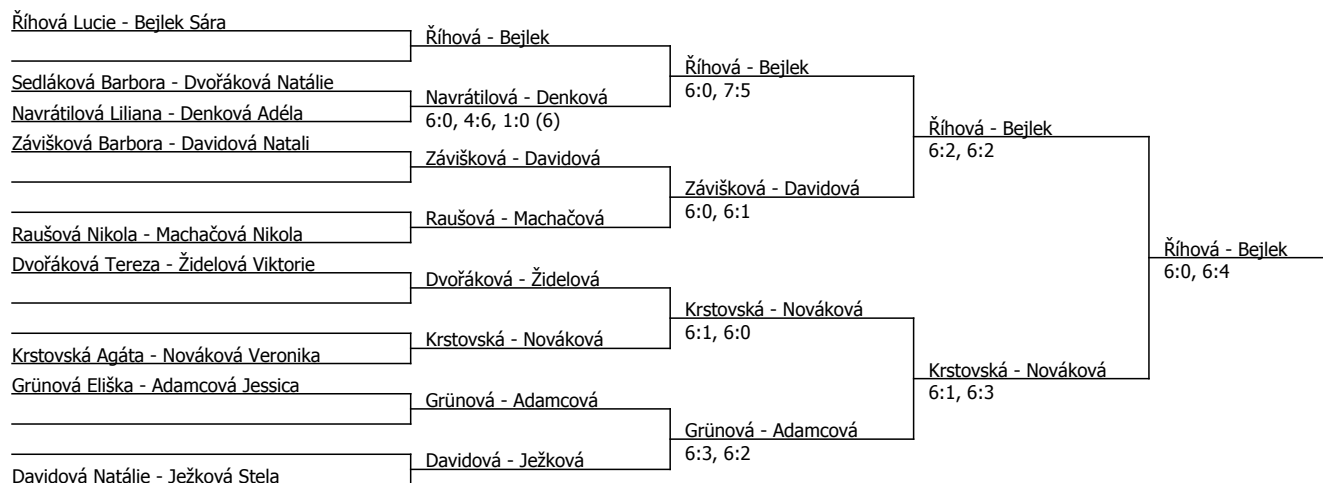 Říhová Lucie - Bejlek Sára
Sedláková Barbora - Dvořáková Natálie
Navrátilová Liliana - Denková Adéla
Závišková Barbora - Davidová Natali
Raušová Nikola - Machačová Nikola
Dvořáková Tereza - Židelová Viktorie
Krstovská Agáta - Nováková Veronika
Grünová Eliška - Adamcová Jessica
Davidová Natálie - Ježková Stela
Říhová - Bejlek
Navrátilová - Denková
6:0, 4:6, 1:0 (6)
Závišková - Davidová
Raušová - Machačová
Dvořáková - Židelová
Krstovská - Nováková
Grünová - Adamcová
Davidová - Ježková
Říhová - Bejlek
6:0, 7:5
Závišková - Davidová
6:0, 6:1
Krstovská - Nováková
6:1, 6:0
Grünová - Adamcová
6:3, 6:2
Říhová - Bejlek
6:2, 6:2
Krstovská - Nováková
6:1, 6:3
Říhová - Bejlek
6:0, 6:4